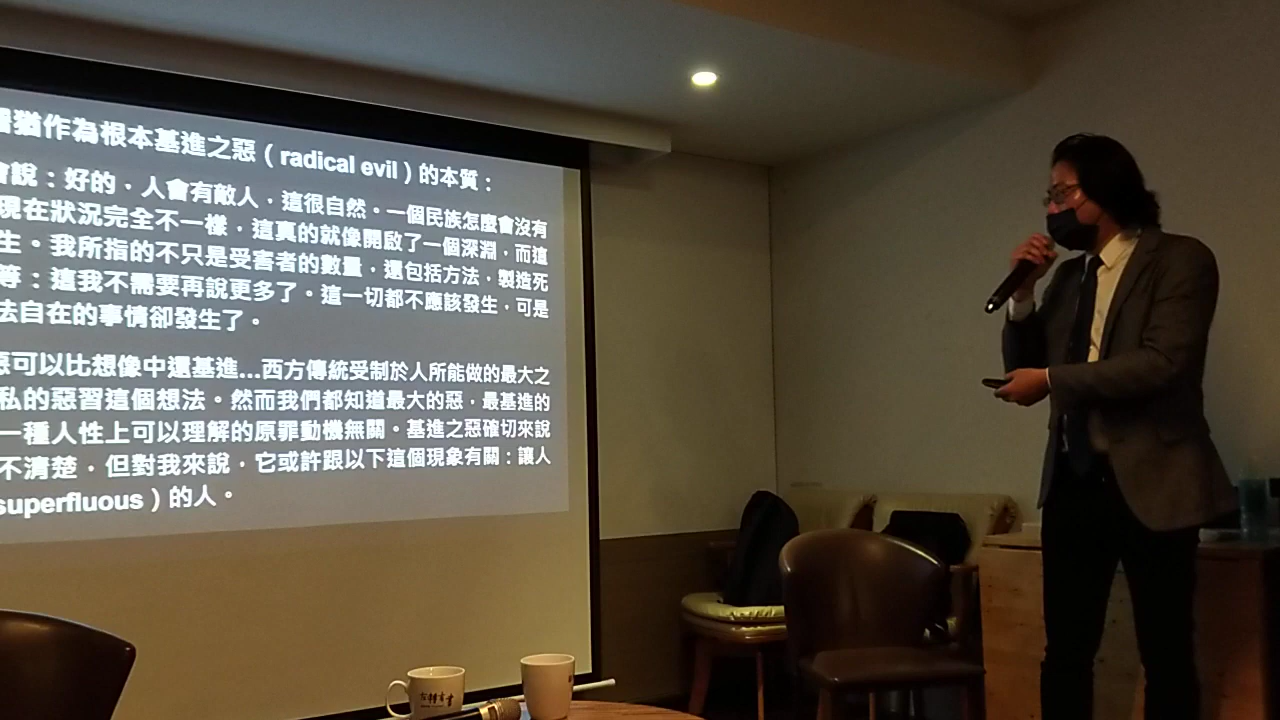 猶作為根本基進之惡（radical evil）的本質：
會說：好的，人會有敵人，這很自然。一個民族怎麼會沒有
現在狀況完全不一樣，這真的就像開啟了一個深淵，而這
生。我所指的不只是受害者的數量，還包括方法，製造死
等：這我不需要再說更多了。這一切都不應該發生，可是
法自在的事情卻發生了。
惡可以比想像中還基進...西方傳統受制於人所能做的最大之
私的惡習這個想法。然而我們都知道最大的惡，最基進的
一種人性上可以理解的原罪動機無關。基進之惡確切來說
不清楚，但對我來說，它或許跟以下這個現象有關：讓人
superfluous）的人。